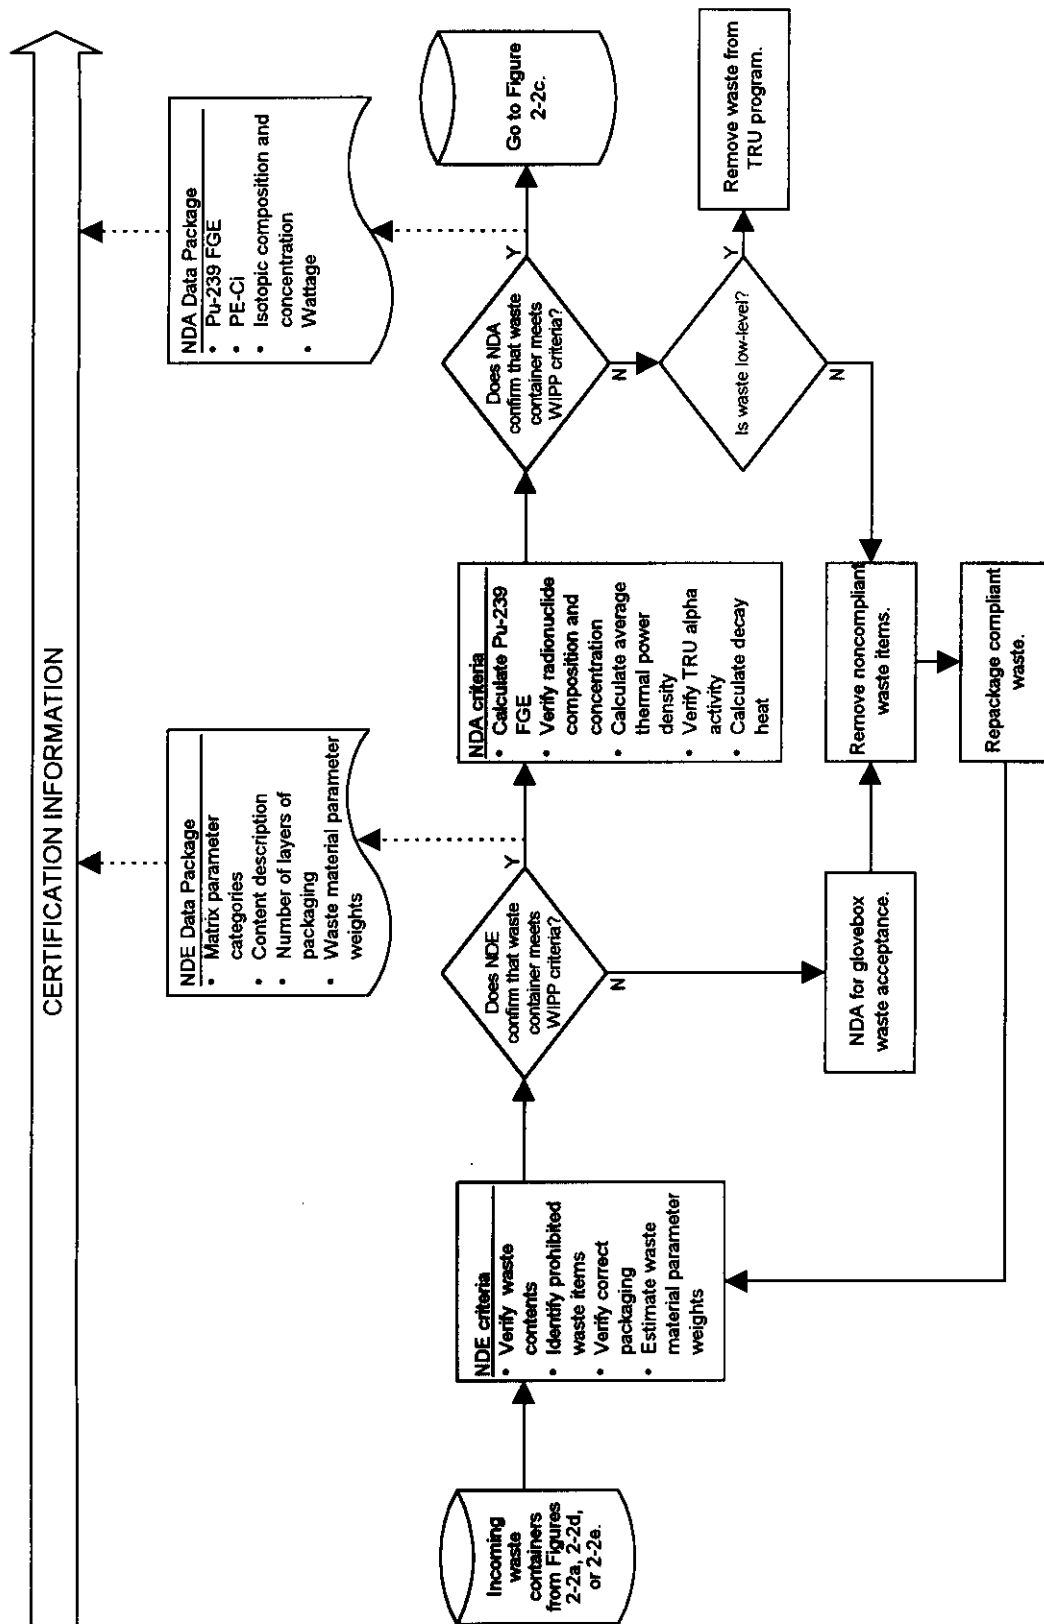 CERTIFICATION INFORMATION
NDE Data Package
• Matrix parameter
categories
• Content description
• Number of layers of
packaging
• Waste material parameter
weights
NDA Data Package
• Pu-239 FGE
• PE-Ci
• Isotopic composition and
concentration
• Wattage
Incoming
waste
containers
from Figures
2-2a, 2-2d,
or 2-2e.
NDE criteria
• Verify waste
contents
• Identify prohibited
waste items
• Verify correct
packaging
• Estimate waste
material parameter
weights
Does NDE
confirm that waste
container meets
WIPP criteria?
Y
N
NDA criteria
• Calculate Pu-239
FGE
• Verify radionuclide
composition and
concentration
• Calculate average
thermal power
density
• Verify TRU alpha
activity
• Calculate decay
heat
Does NDA
confirm that waste
container meets
WIPP criteria?
Y
N
Go to Figure
2-2c.
Is waste low-level?
Y
N
Remove waste from
TRU program.
NDA for glovebox
waste acceptance.
Remove noncompliant
waste items.
Repackage compliant
waste.